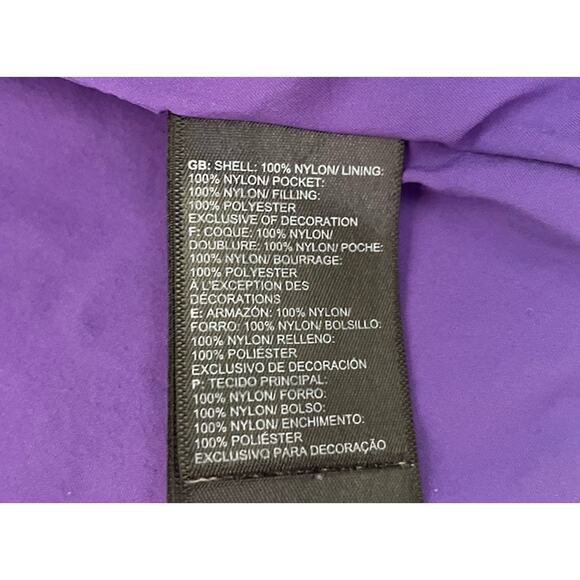 GB: SHELL: 100% NYLON/ LINING:
100% NYLON/ POCKET:
100% NYLON/ FILLING:
100% POLYESTER
EXCLUSIVE OF DECORATION
F: COQUE: 100% NYLON/
DOUBLURE: 100% NYLON/ POCHE:
100% NYLON/ BOURRAGE:
100% POLYESTER
À L'EXCEPTION DES
DÉCORATIONS
E: ARMAZÓN: 100% NYLON/
FORRO: 100% NYLON/ BOLSILLO:
100% NYLON/ RELLENO:
100% POLIÉSTER
EXCLUSIVO DE DECORACIÓN
P: TECIDO PRINCIPAL:
100% NYLON/ FORRO:
100% NYLON/ BOLSO:
100% NYLON/ ENCHIMENTO:
100% POLIÉSTER
EXCLUSIVO PARA DECORAÇÃO